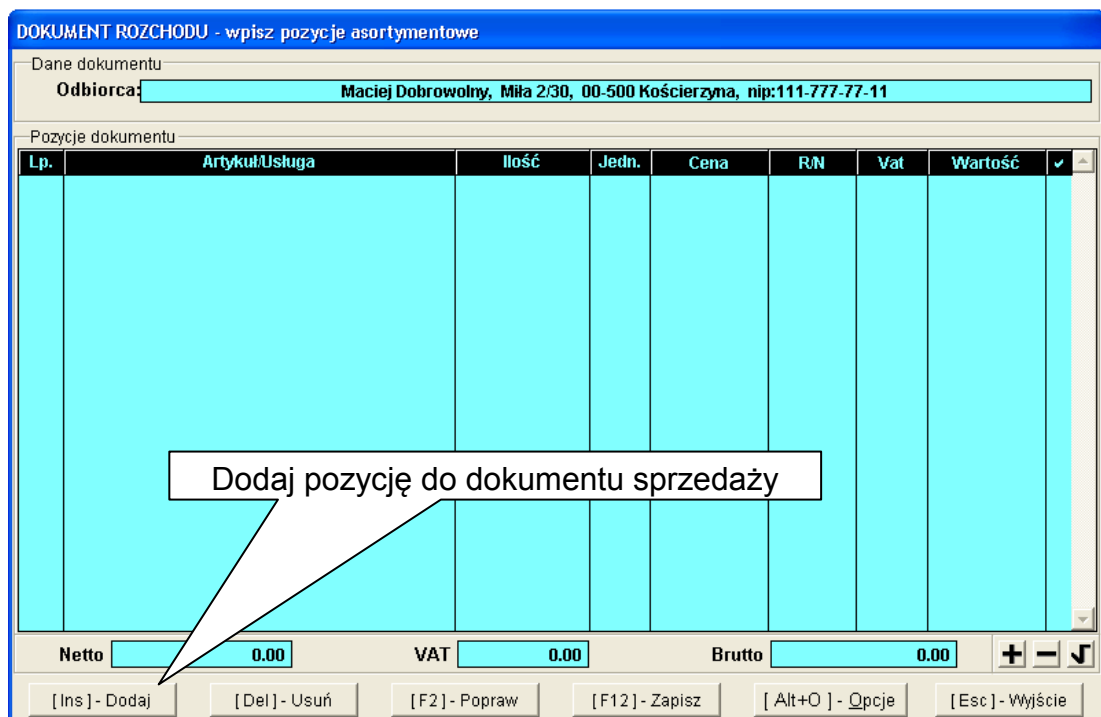 DOKUMENT ROZCHODU - wpisz pozycje asortymentowe
Dane dokumentu
Odbiorca: Maciej Dobrowolny, Miła 2/30, 00-500 Kościerzyna, nip:111-777-77-11
Pozycje dokumentu
Lp. Artykuł/Usługa Ilość Jedn. Cena R/N Vat Wartość
Dodaj pozycję do dokumentu sprzedaży
Netto 0.00 VAT 0.00 Brutto 0.00
[ Ins ] - Dodaj [ Del ] - Usuń [ F2 ] - Popraw [ F12 ] - Zapisz [ Alt+O ] - Opcje [ Esc ] - Wyjście